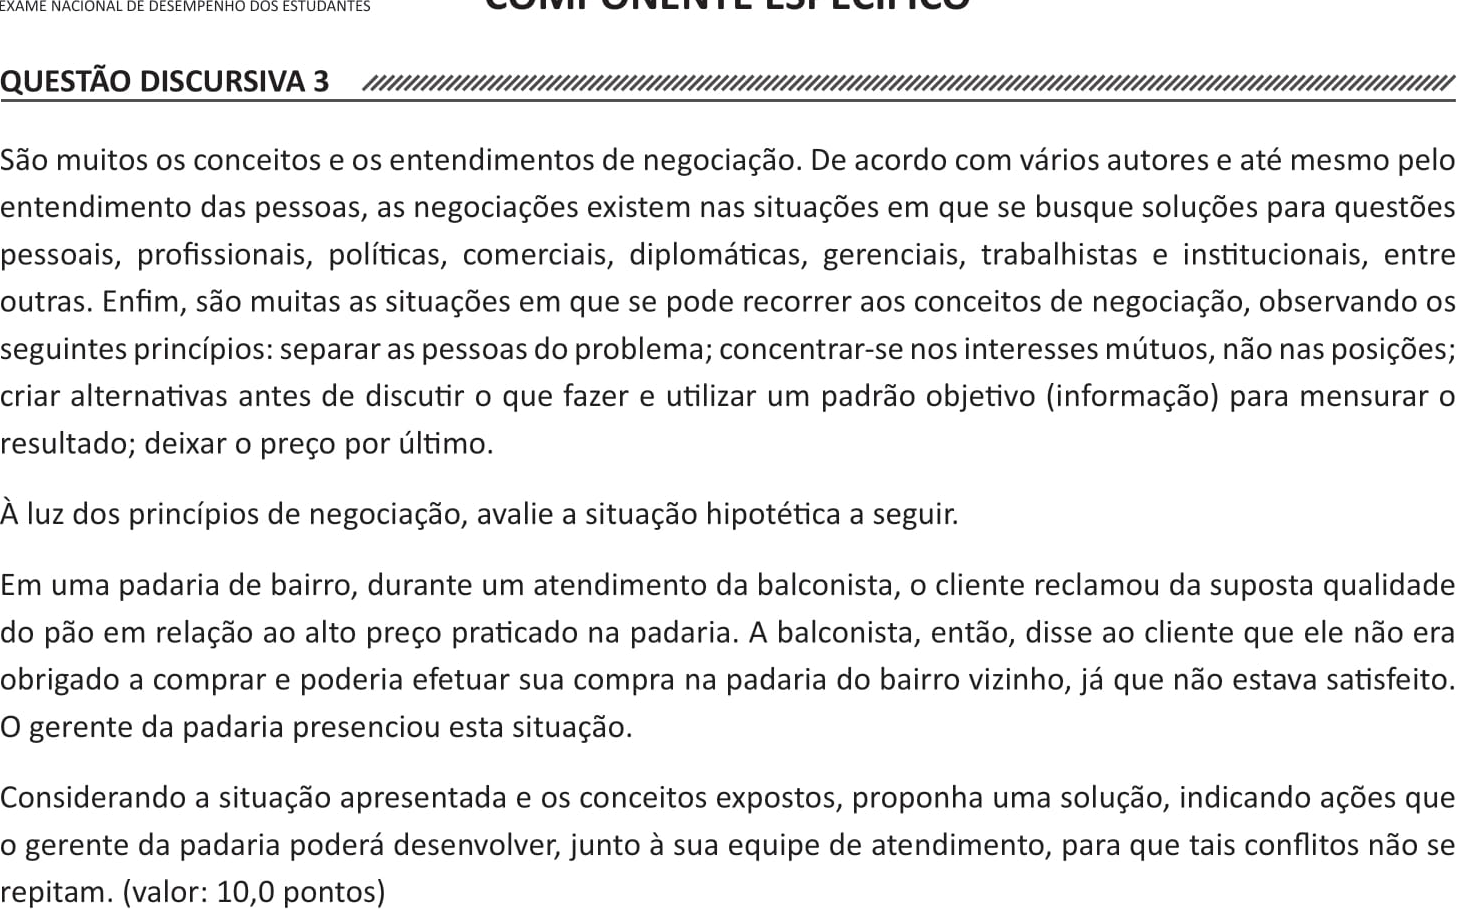 EXAME NACIONAL DE DESEMPENHO DOS ESTUDANTES
COMPONENTE ESPECÍFICO
QUESTÃO DISCURSIVA 3
São muitos os conceitos e os entendimentos de negociação. De acordo com vários autores e até mesmo pelo
entendimento das pessoas, as negociações existem nas situações em que se busque soluções para questões
pessoais, profissionais, políticas, comerciais, diplomáticas, gerenciais, trabalhistas e institucionais, entre
outras. Enfim, são muitas as situações em que se pode recorrer aos conceitos de negociação, observando os
seguintes princípios: separar as pessoas do problema; concentrar-se nos interesses mútuos, não nas posições;
criar alternativas antes de discutir o que fazer e utilizar um padrão objetivo (informação) para mensurar o
resultado; deixar o preço por último.
À luz dos princípios de negociação, avalie a situação hipotética a seguir.
Em uma padaria de bairro, durante um atendimento da balconista, o cliente reclamou da suposta qualidade
do pão em relação ao alto preço praticado na padaria. A balconista, então, disse ao cliente que ele não era
obrigado a comprar e poderia efetuar sua compra na padaria do bairro vizinho, já que não estava satisfeito.
O gerente da padaria presenciou esta situação.
Considerando a situação apresentada e os conceitos expostos, proponha uma solução, indicando ações que
o gerente da padaria poderá desenvolver, junto à sua equipe de atendimento, para que tais conflitos não se
repitam. (valor: 10,0 pontos)